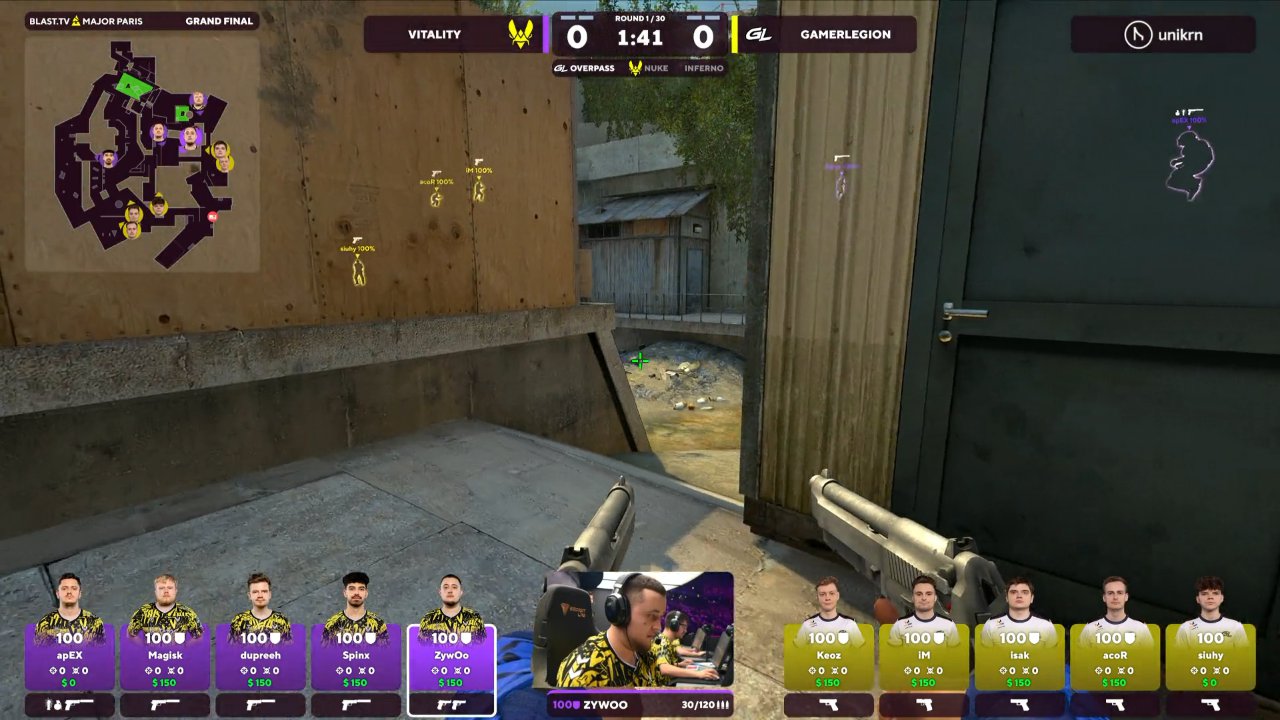 BLAST.TV MAJOR PARIS GRAND FINAL
VITALITY
0
ROUND 1 / 30
1:41
0
GL GAMERLEGION
unikrn
GL OVERPASS NUKE INFERNO
apEX 100%
iM 100%
acoR 100%
siuhy 100%
100 100 100 100 100 100 100 100 100 100
apEX Magisk dupreeh Spinx ZywOo Keoz iM isak acoR siuhy
0 0 0 0 0 0 0 0 0 0 0 0 0 0 0 0 0 0 0 0
$0 $150 $150 $150 $150 $150 $150 $150 $150 $0
100 ZYWOO 30/120